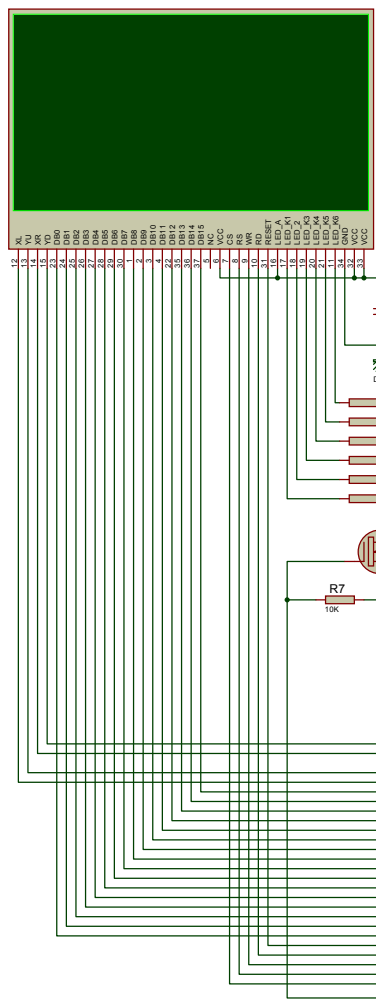 XL
YU
XR
YD
DB0
DB1
DB2
DB3
DB4
DB5
DB6
DB7
DB8
DB9
DB10
DB11
DB12
DB13
DB14
DB15
NC
VCC
CS
RS
WR
RD
RESET
LED_A
LED_K1
LED_2
LED_K3
LED_K4
LED_K5
LED_K6
GND
VCC
VCC
12
13
14
15
23
24
25
26
27
28
29
30
1
2
3
4
22
35
36
37
5
6
7
8
9
10
31
16
17
18
19
20
21
11
34
32
33
R7
10K